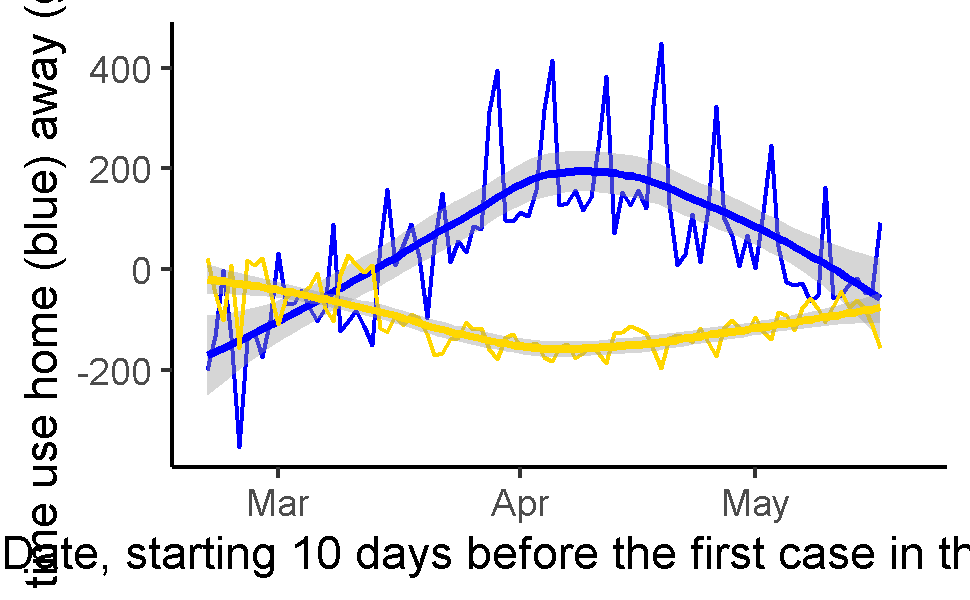 time use home (blue) away (
400
200
0
-200
Mar Apr May
Date, starting 10 days before the first case in th